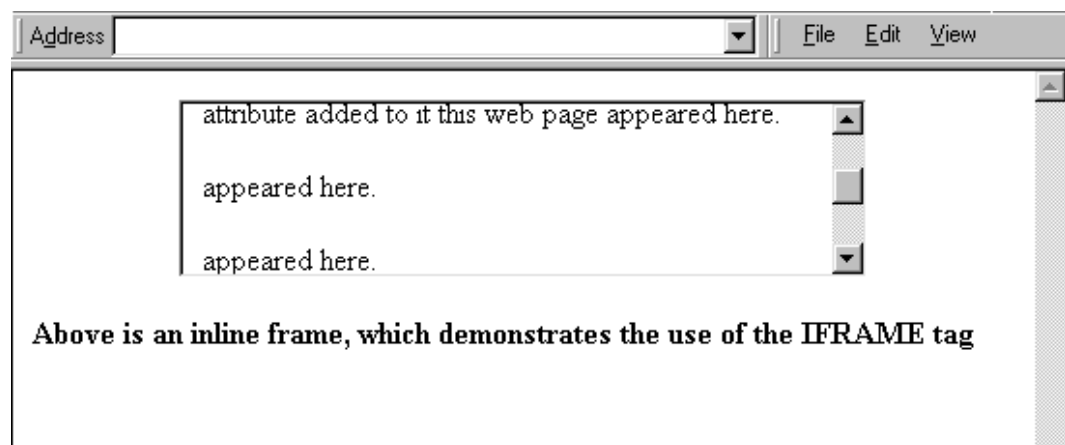 Address File Edit View
attribute added to it this web page appeared here.
appeared here.
appeared here.
Above is an inline frame, which demonstrates the use of the IFRAME tag